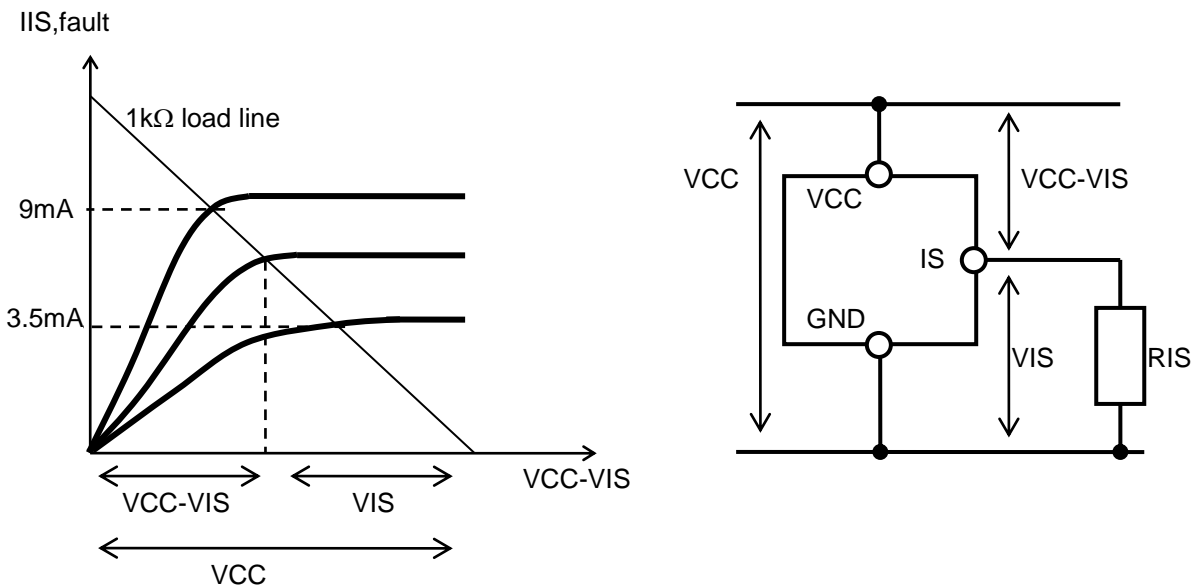 IIS,fault
1kΩ load line
9mA
3.5mA
VCC-VIS
VCC-VIS
VIS
VCC
VCC
VCC
VCC-VIS
IS
GND
VIS
RIS